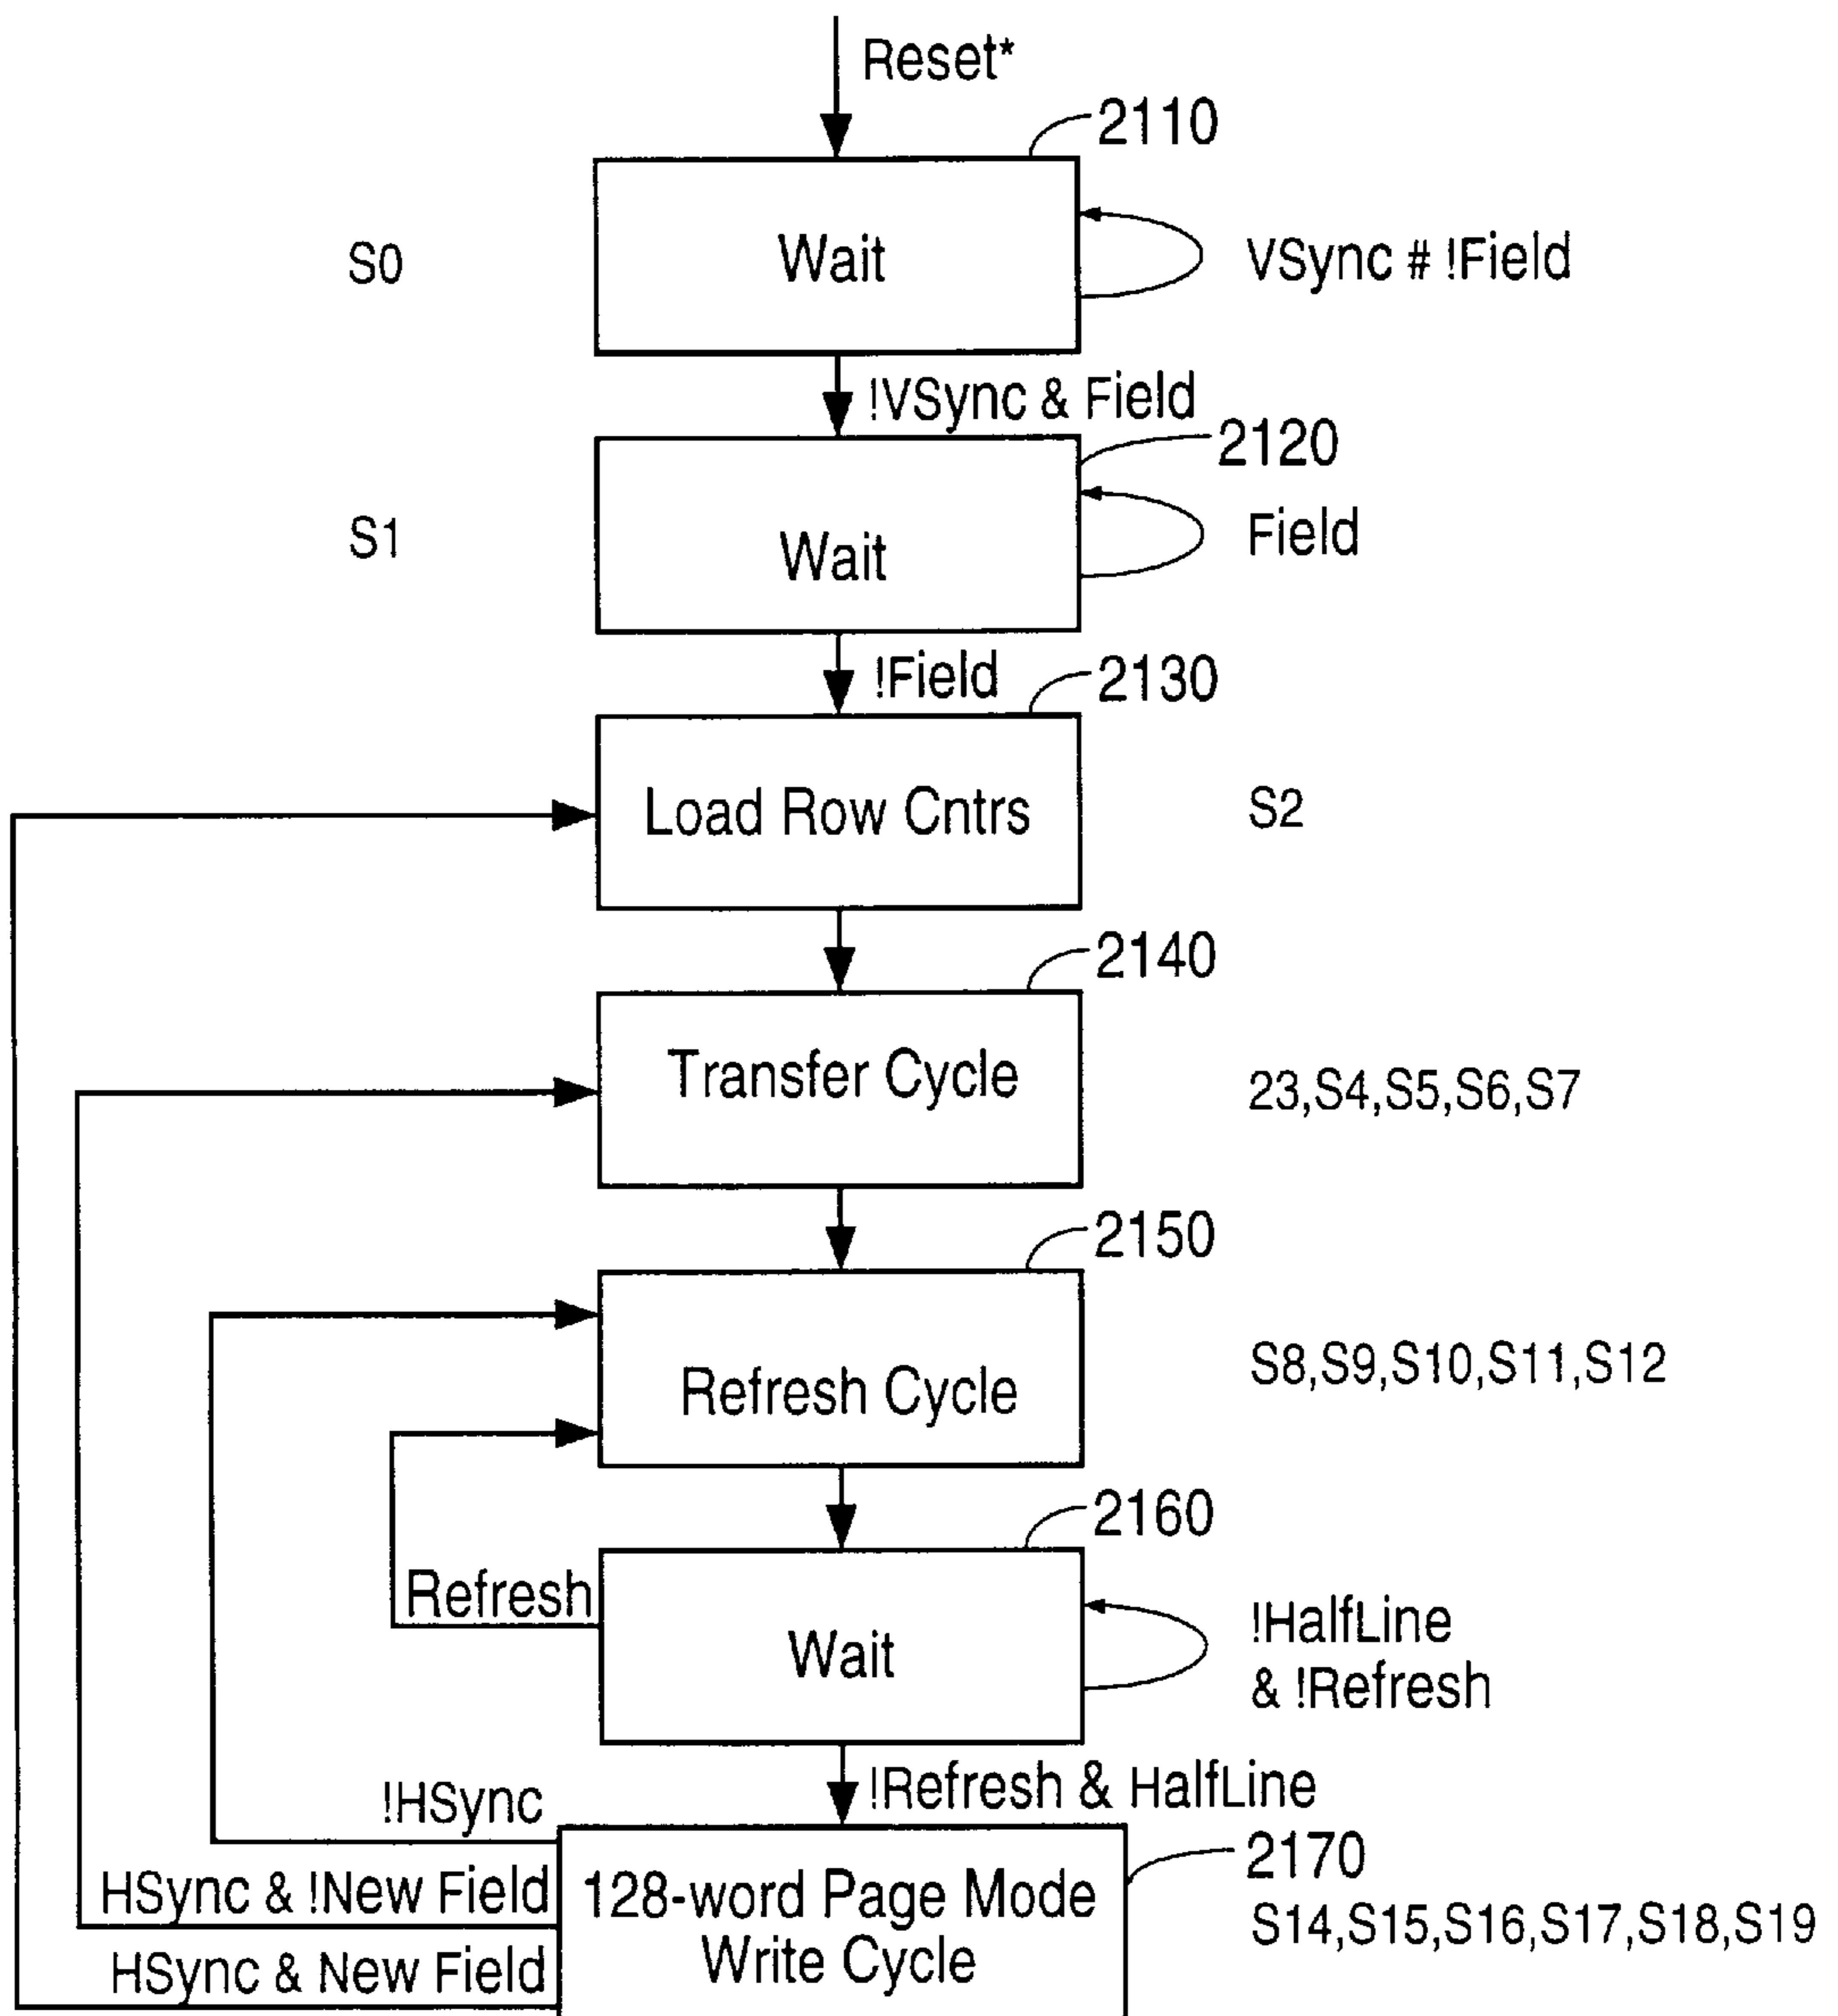 Reset*
2110
S0
Wait
VSync # !Field
!VSync & Field
2120
S1
Wait
Field
!Field
2130
Load Row Cntrs
S2
2140
Transfer Cycle
23,S4,S5,S6,S7
2150
Refresh Cycle
S8,S9,S10,S11,S12
2160
Refresh
Wait
!HalfLine
& !Refresh
!HSync
!Refresh & HalfLine
2170
HSync & !New Field
128-word Page Mode
Write Cycle
S14,S15,S16,S17,S18,S19
HSync & New Field